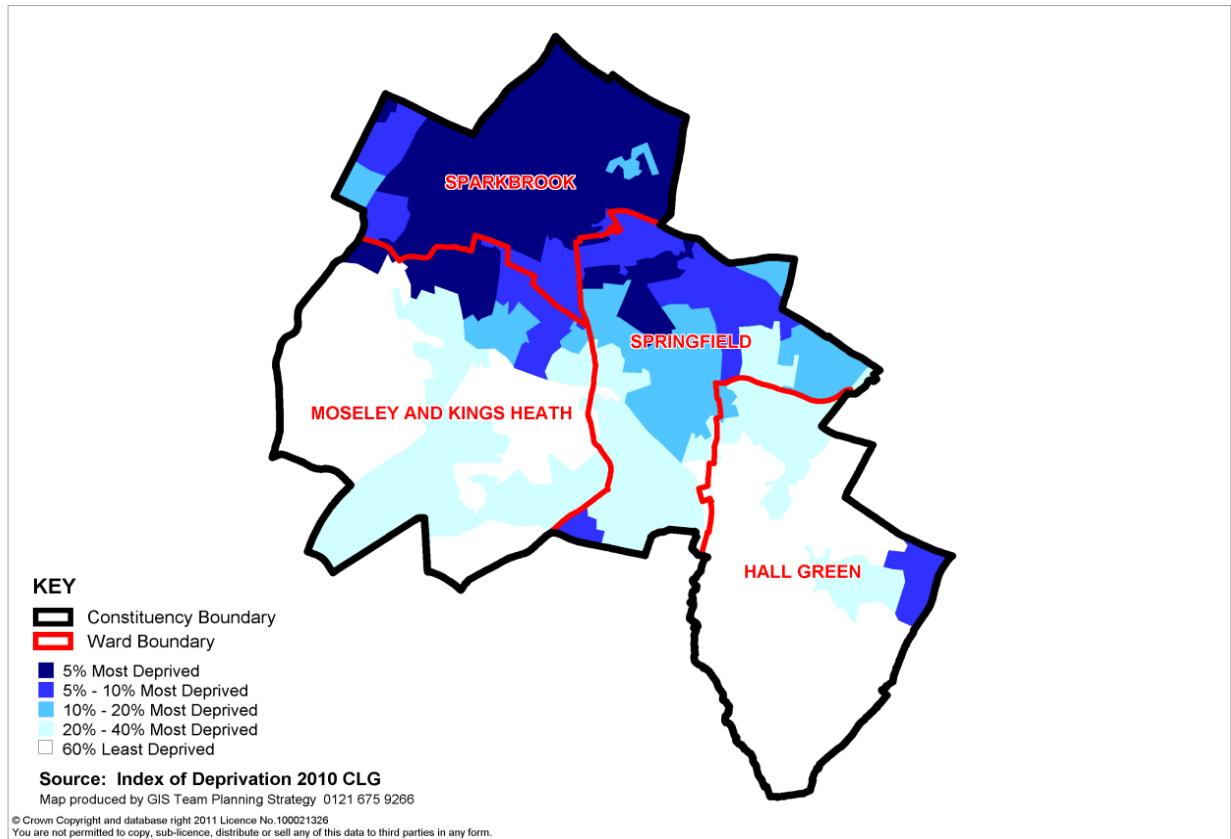 SPARKBROOK
SPRINGFIELD
MOSELEY AND KINGS HEATH
HALL GREEN
KEY
Constituency Boundary
Ward Boundary
5% Most Deprived
5% - 10% Most Deprived
10% - 20% Most Deprived
20% - 40% Most Deprived
60% Least Deprived
Source: Index of Deprivation 2010 CLG
Map produced by GIS Team Planning Strategy 0121 675 9266
© Crown Copyright and database right 2011 Licence No.100021326
You are not permitted to copy, sub-licence, distribute or sell any of this data to third parties in any form.